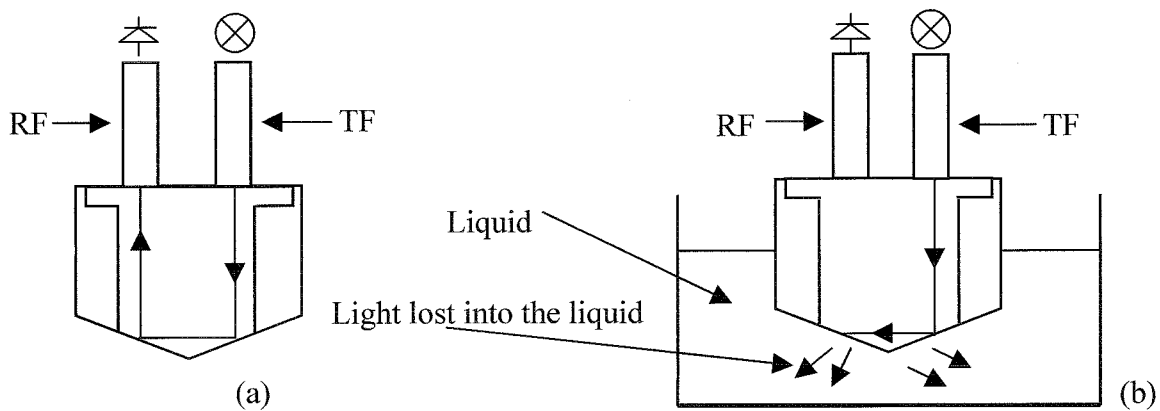 RF
TF
(a)
RF
TF
Liquid
Light lost into the liquid
(b)